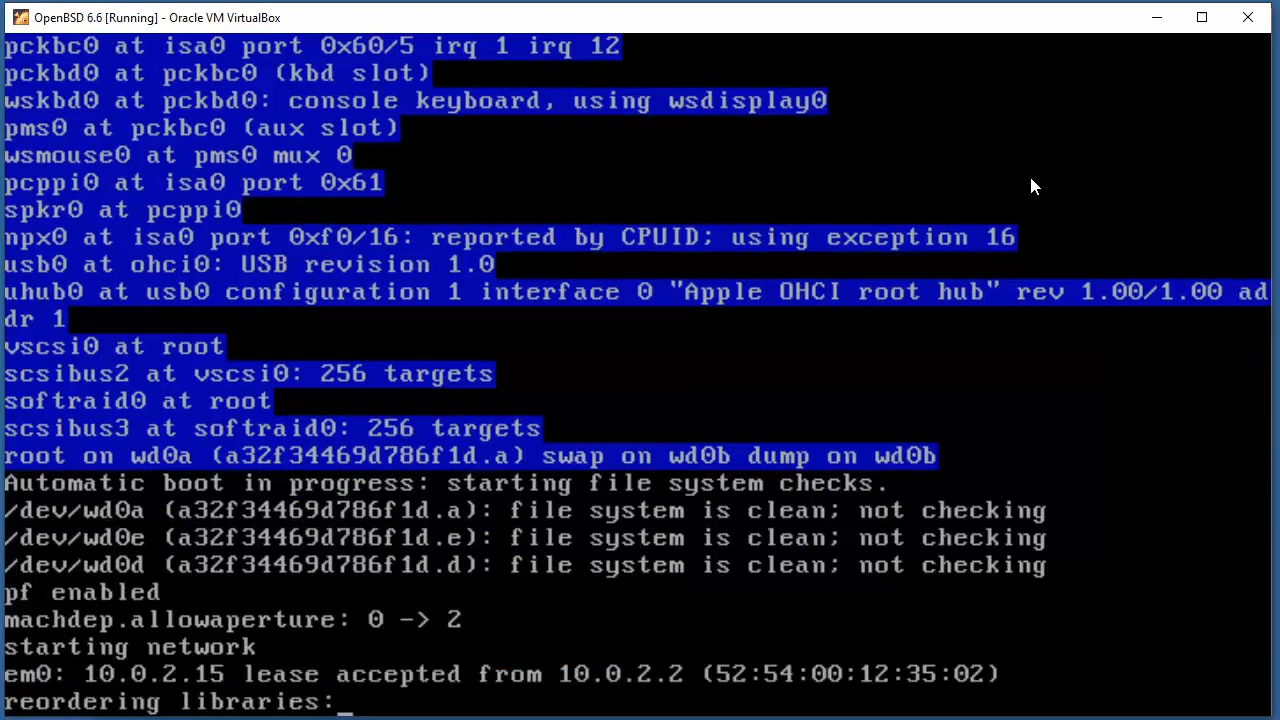 OpenBSD 6.6 [Running] - Oracle VM VirtualBox
pckbc0 at isa0 port 0x60/5 irq 1 irq 12
pckbd0 at pckbc0 (kbd slot)
wskbd0 at pckbd0: console keyboard, using wsdisplay0
pms0 at pckbc0 (aux slot)
wsmouse0 at pms0 mux 0
pcppi0 at isa0 port 0x61
spkr0 at pcppi0
npx0 at isa0 port 0xf0/16: reported by CPUID; using exception 16
usb0 at ohci0: USB revision 1.0
uhub0 at usb0 configuration 1 interface 0 "Apple OHCI root hub" rev 1.00/1.00 ad
dr 1
vscsi0 at root
scsibus2 at vscsi0: 256 targets
softraid0 at root
scsibus3 at softraid0: 256 targets
root on wd0a (a32f34469d786f1d.a) swap on wd0b dump on wd0b
Automatic boot in progress: starting file system checks.
/dev/wd0a (a32f34469d786f1d.a): file system is clean; not checking
/dev/wd0e (a32f34469d786f1d.e): file system is clean; not checking
/dev/wd0d (a32f34469d786f1d.d): file system is clean; not checking
pf enabled
machdep.allowaperture: 0 -> 2
starting network
em0: 10.0.2.15 lease accepted from 10.0.2.2 (52:54:00:12:35:02)
reordering libraries:_